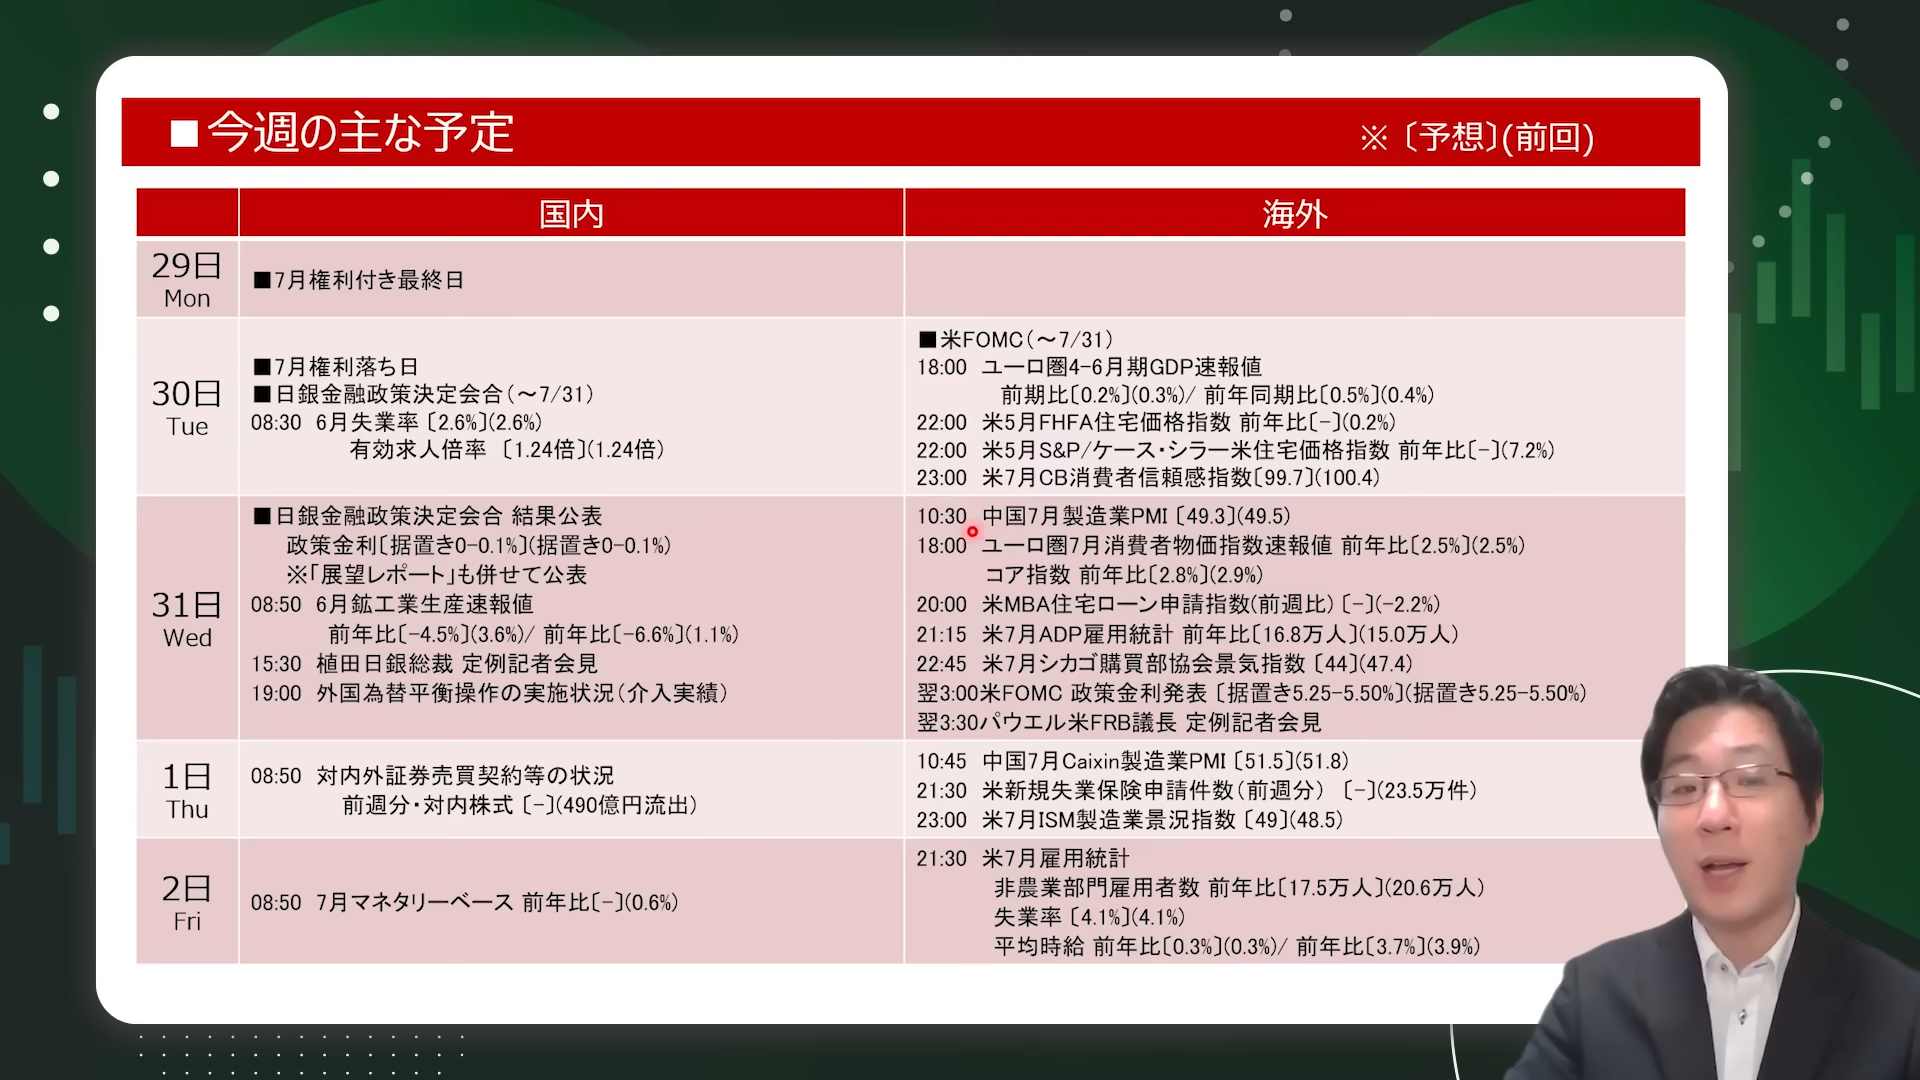 ■今週の主な予定
※〔予想〕(前回)
国内
海外
29日
Mon
■7月権利付き最終日
30日
Tue
■7月権利落ち日
■日銀金融政策決定会合(～7/31)
08:30 6月失業率〔2.6%〕(2.6%)
有効求人倍率 〔1.24倍〕(1.24倍)
■米FOMC(～7/31)
18:00 ユーロ圏4-6月期GDP速報値
前期比〔0.2%〕(0.3%)/ 前年同期比〔0.5%〕(0.4%)
22:00 米5月FHFA住宅価格指数 前年比〔-〕(0.2%)
22:00 米5月S&P/ケース・シラー米住宅価格指数 前年比〔-〕(7.2%)
23:00 米7月CB消費者信頼感指数〔99.7〕(100.4)
31日
Wed
■日銀金融政策決定会合 結果公表
政策金利〔据置き0-0.1%〕(据置き0-0.1%)
※「展望レポート」も併せて公表
08:50 6月鉱工業生産速報値
前年比〔-4.5%〕(3.6%)/ 前年比〔-6.6%〕(1.1%)
15:30 植田日銀総裁 定例記者会見
19:00 外国為替平衡操作の実施状況(介入実績)
10:30 中国7月製造業PMI〔49.3〕(49.5)
18:00 ユーロ圏7月消費者物価指数速報値 前年比〔2.5%〕(2.5%)
コア指数 前年比〔2.8%〕(2.9%)
20:00 米MBA住宅ローン申請指数(前週比)〔-〕(-2.2%)
21:15 米7月ADP雇用統計 前年比〔16.8万人〕(15.0万人)
22:45 米7月シカゴ購買部協会景気指数〔44〕(47.4)
翌3:00米FOMC 政策金利発表〔据置き5.25-5.50%〕(据置き5.25-5.50%)
翌3:30パウエル米FRB議長 定例記者会見
1日
Thu
08:50 対内外証券売買契約等の状況
前週分・対内株式〔-〕(490億円流出)
10:45 中国7月Caixin製造業PMI〔51.5〕(51.8)
21:30 米新規失業保険申請件数(前週分) 〔-〕(23.5万件)
23:00 米7月ISM製造業景況指数〔49〕(48.5)
2日
Fri
08:50 7月マネタリーベース 前年比〔-〕(0.6%)
21:30 米7月雇用統計
非農業部門雇用者数 前年比〔17.5万人〕(20.6万人)
失業率〔4.1%〕(4.1%)
平均時給 前年比〔0.3%〕(0.3%)/ 前年比〔3.7%〕(3.9%)